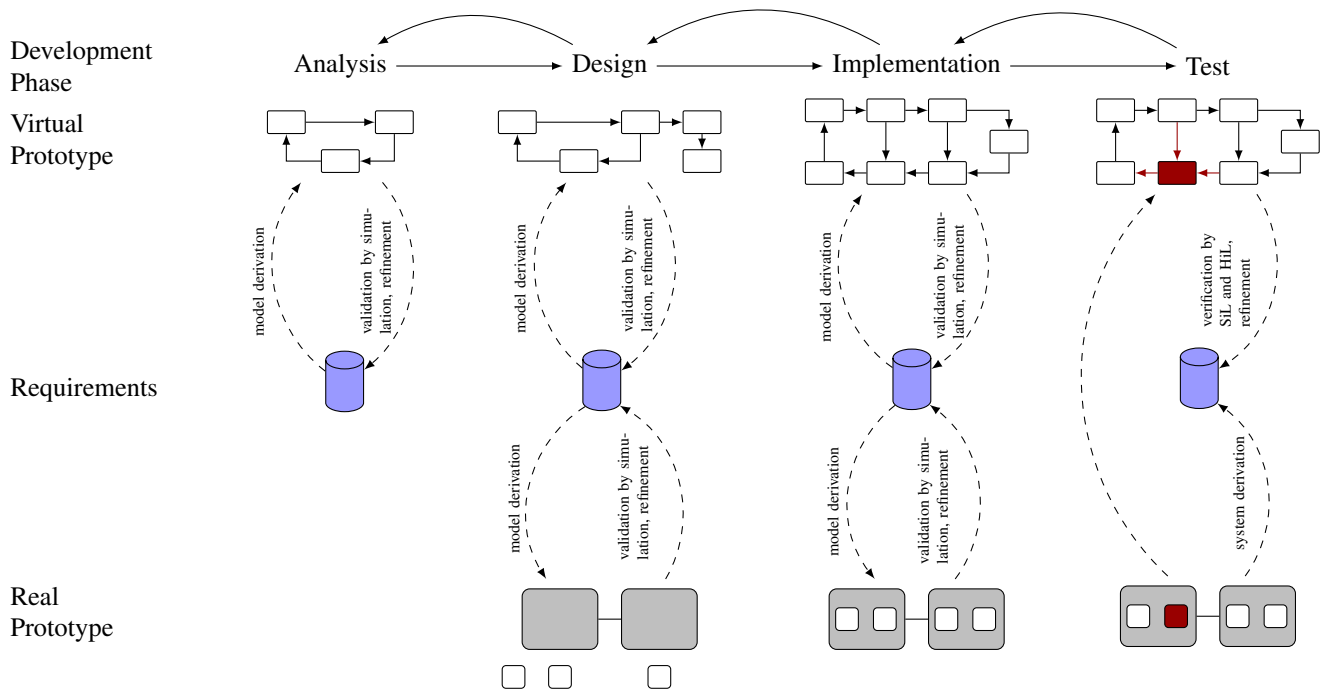 Development
Phase
Analysis
Design
Implementation
Test
Virtual
Prototype
model derivation
validation by simu-
lation, refinement
model derivation
validation by simu-
lation, refinement
model derivation
validation by simu-
lation, refinement
verification by
SiL and HiL,
refinement
Requirements
model derivation
validation by simu-
lation, refinement
model derivation
validation by simu-
lation, refinement
system derivation
Real
Prototype